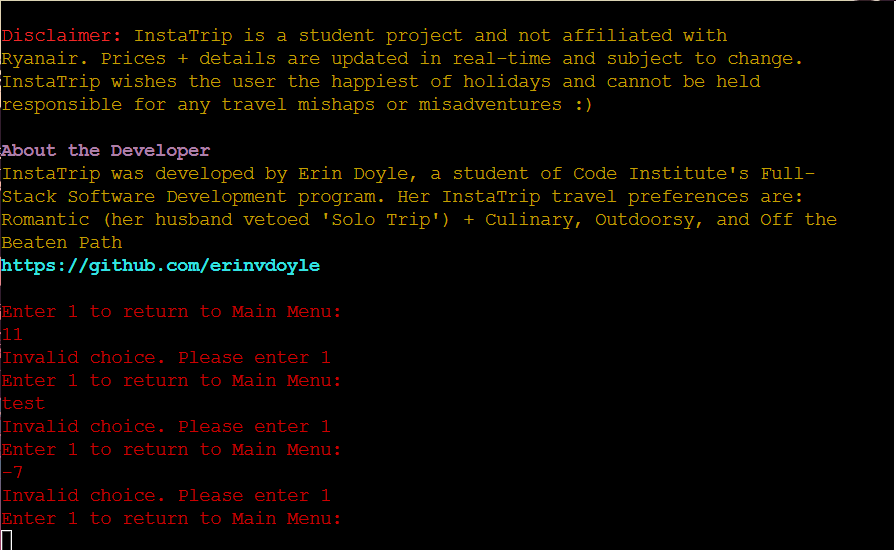 Disclaimer: InstaTrip is a student project and not affiliated with
Ryanair. Prices + details are updated in real-time and subject to change.
InstaTrip wishes the user the happiest of holidays and cannot be held
responsible for any travel mishaps or misadventures :)
About the Developer
InstaTrip was developed by Erin Doyle, a student of Code Institute's Full-
Stack Software Development program. Her InstaTrip travel preferences are:
Romantic (her husband vetoed 'Solo Trip') + Culinary, Outdoorsy, and Off the
Beaten Path
https://github.com/erinvdoyle
Enter 1 to return to Main Menu:
11
Invalid choice. Please enter 1
Enter 1 to return to Main Menu:
test
Invalid choice. Please enter 1
Enter 1 to return to Main Menu:
-7
Invalid choice. Please enter 1
Enter 1 to return to Main Menu: